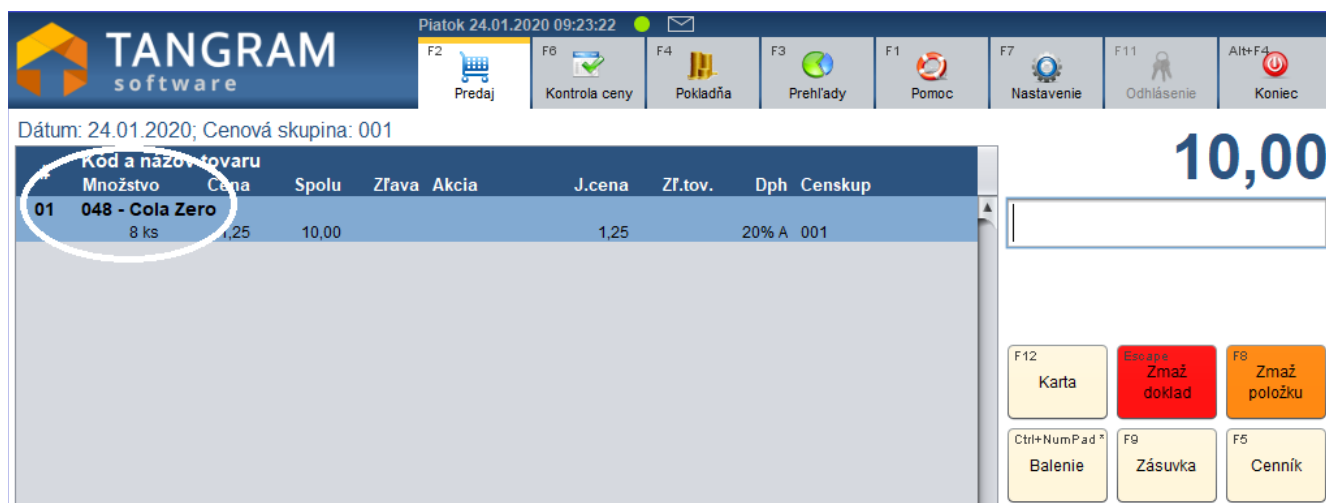 TANGRAM
software
Piatok 24.01.2020 09:23:22
F2 Predaj
F6 Kontrola ceny
F4 Pokladňa
F3 Prehľady
F1 Pomoc
F7 Nastavenie
F11 Odhlásenie
Alt+F4 Koniec
Dátum: 24.01.2020; Cenová skupina: 001
10,00
# Kód a názov tovaru
Množstvo Cena Spolu Zľava Akcia J.cena Zľ.tov. Dph Censkup
01 048 - Cola Zero
8 ks 1,25 10,00 1,25 20% A 001
F12
Karta
Escape
Zmaž
doklad
F8
Zmaž
položku
Ctrl+NumPad *
Balenie
F9
Zásuvka
F5
Cenník